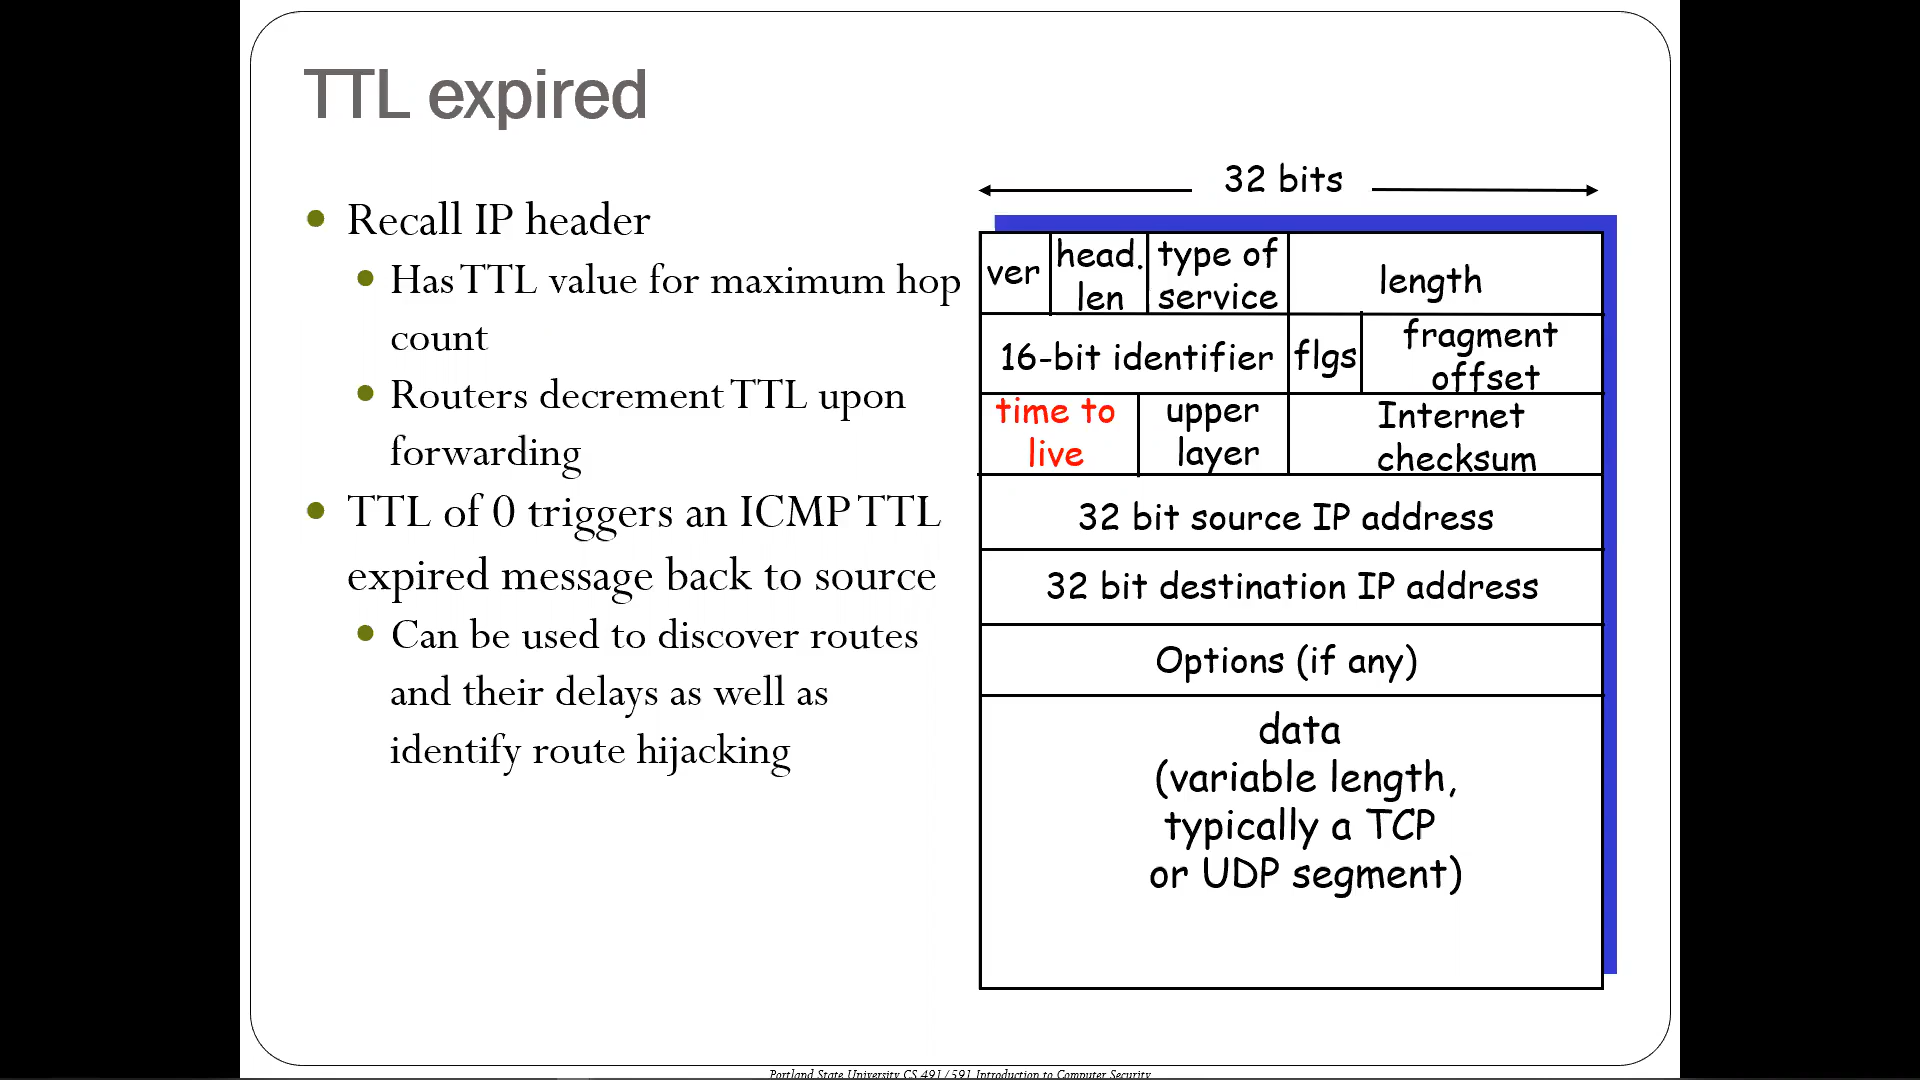 TTL expired
Recall IP header
Has TTL value for maximum hop
count
Routers decrement TTL upon
forwarding
TTL of 0 triggers an ICMP TTL
expired message back to source
Can be used to discover routes
and their delays as well as
identify route hijacking
32 bits
ver
head.
len
type of
service
length
16-bit identifier
flgs
fragment
offset
time to
live
upper
layer
Internet
checksum
32 bit source IP address
32 bit destination IP address
Options (if any)
data
(variable length,
typically a TCP
or UDP segment)
Portland State University CS 491/591 Introduction to Computer Security